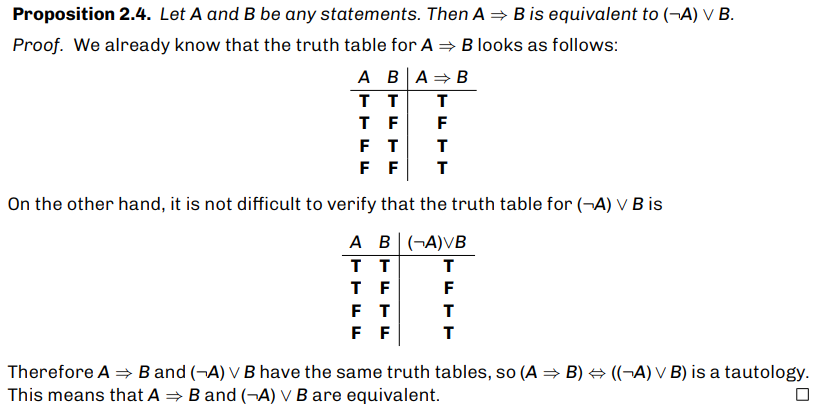 Proposition 2.4. Let A and B be any statements. Then A ⇒ B is equivalent to (¬A) ∨ B.
Proof. We already know that the truth table for A ⇒ B looks as follows:
A B A ⇒ B
T T T
T F F
F T T
F F T
On the other hand, it is not difficult to verify that the truth table for (¬A) ∨ B is
A B (¬A)∨B
T T T
T F F
F T T
F F T
Therefore A ⇒ B and (¬A) ∨ B have the same truth tables, so (A ⇒ B) ⇔ ((¬A) ∨ B) is a tautology.
This means that A ⇒ B and (¬A) ∨ B are equivalent. □